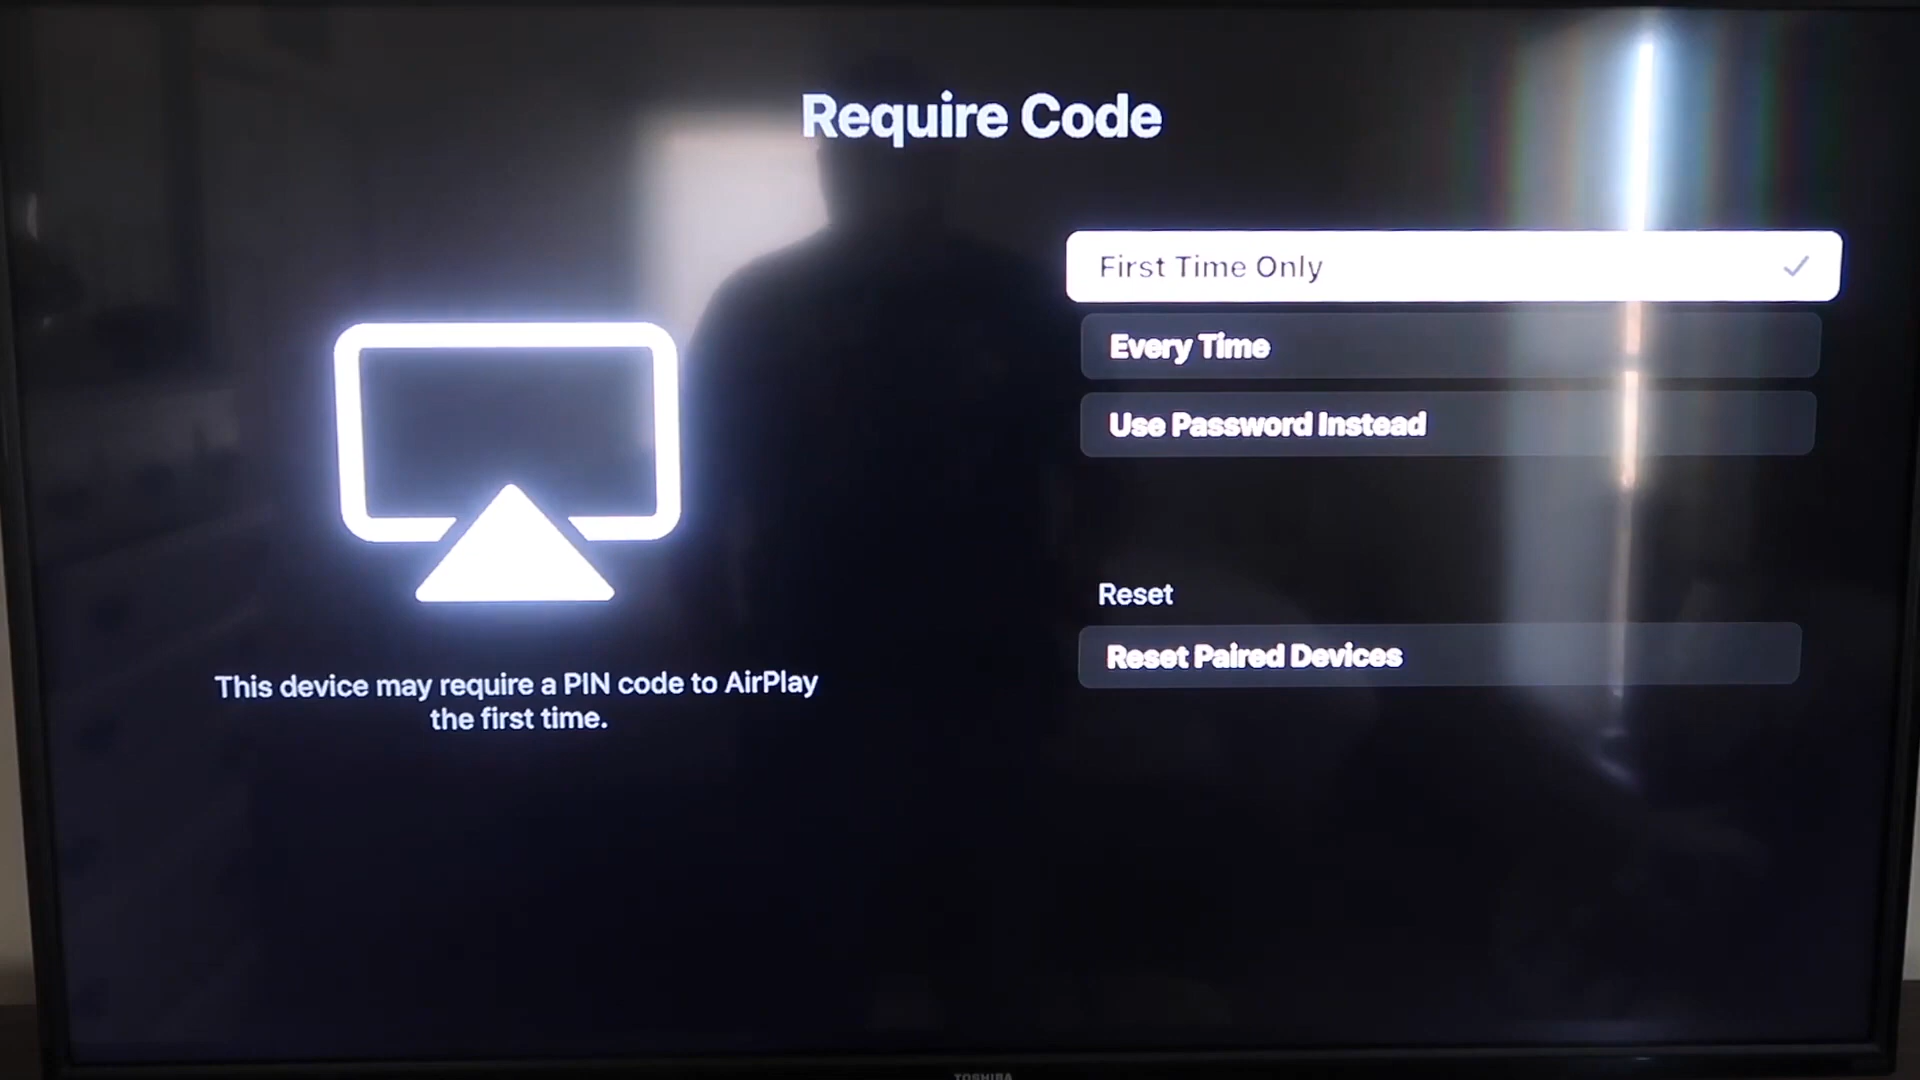 Require Code
First Time Only
Every Time
Use Password Instead
Reset
Reset Paired Devices
This device may require a PIN code to AirPlay
the first time.
TOSHIBA